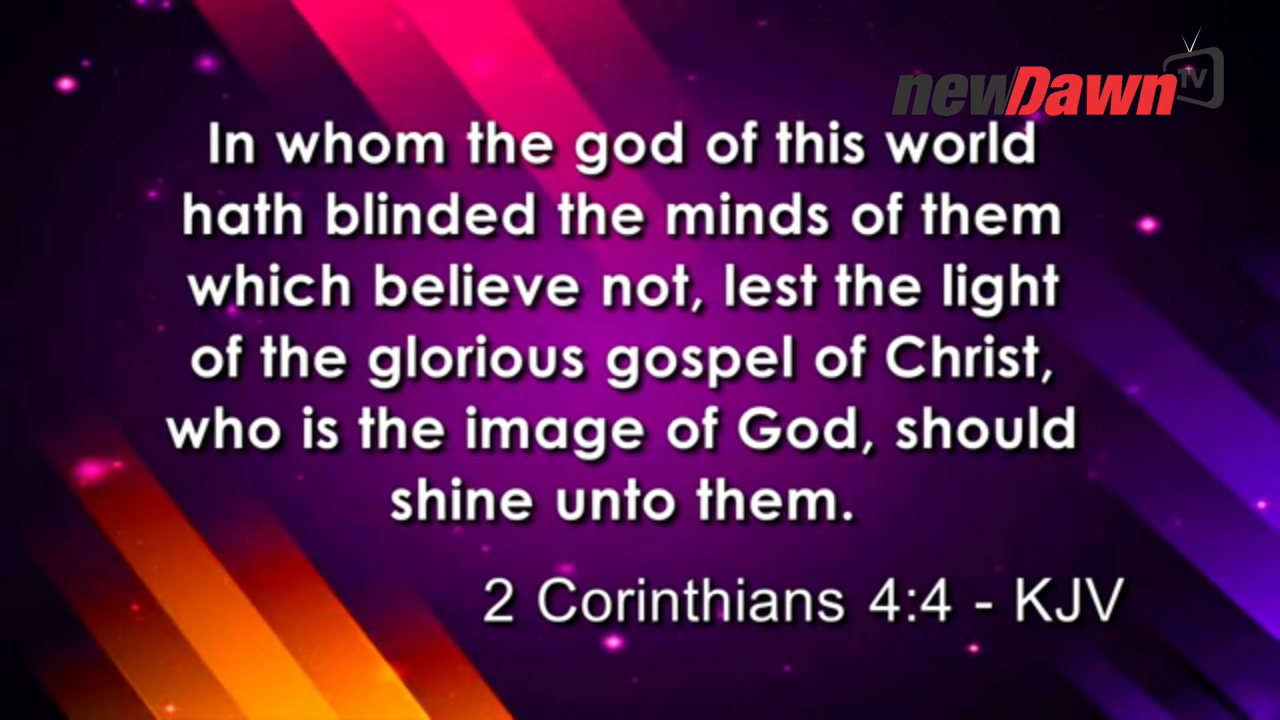 newDawn TV
In whom the god of this world
hath blinded the minds of them
which believe not, lest the light
of the glorious gospel of Christ,
who is the image of God, should
shine unto them.
2 Corinthians 4:4 - KJV